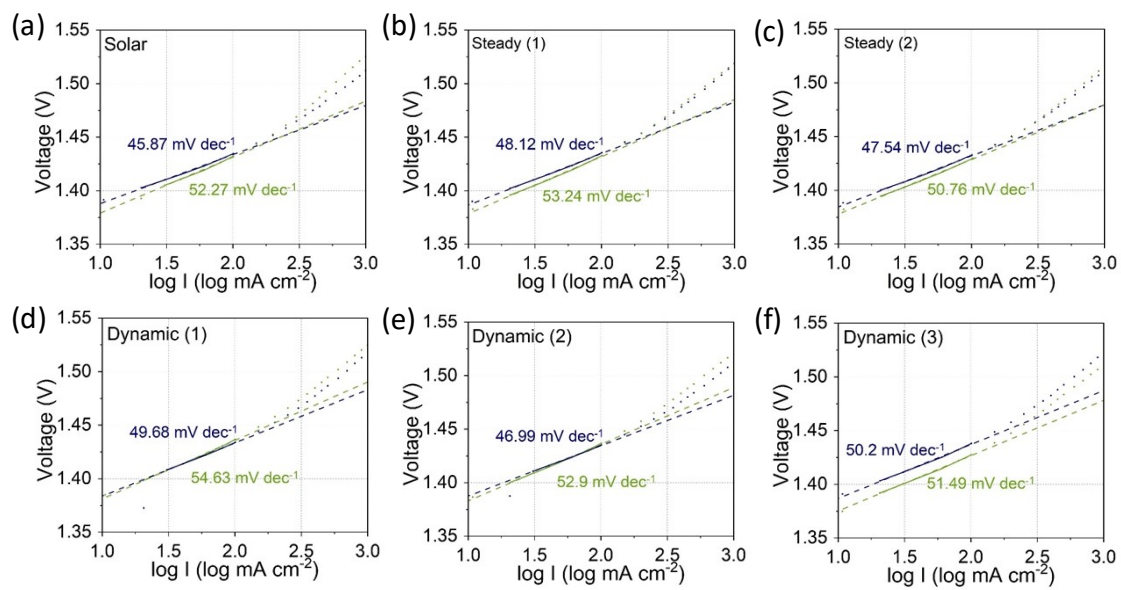 (a)
Solar
Voltage (V)
1.55
1.50
1.45
1.40
1.35
45.87 mV dec⁻¹
52.27 mV dec⁻¹
1.0 1.5 2.0 2.5 3.0
log I (log mA cm⁻²)
(b)
Steady (1)
Voltage (V)
1.55
1.50
1.45
1.40
1.35
48.12 mV dec⁻¹
53.24 mV dec⁻¹
1.0 1.5 2.0 2.5 3.0
log I (log mA cm⁻²)
(c)
Steady (2)
Voltage (V)
1.55
1.50
1.45
1.40
1.35
47.54 mV dec⁻¹
50.76 mV dec⁻¹
1.0 1.5 2.0 2.5 3.0
log I (log mA cm⁻²)
(d)
Dynamic (1)
Voltage (V)
1.55
1.50
1.45
1.40
1.35
49.68 mV dec⁻¹
54.63 mV dec⁻¹
1.0 1.5 2.0 2.5 3.0
log I (log mA cm⁻²)
(e)
Dynamic (2)
Voltage (V)
1.55
1.50
1.45
1.40
1.35
46.99 mV dec⁻¹
52.9 mV dec⁻¹
1.0 1.5 2.0 2.5 3.0
log I (log mA cm⁻²)
(f)
Dynamic (3)
Voltage (V)
1.55
1.50
1.45
1.40
1.35
50.2 mV dec⁻¹
51.49 mV dec⁻¹
1.0 1.5 2.0 2.5 3.0
log I (log mA cm⁻²)